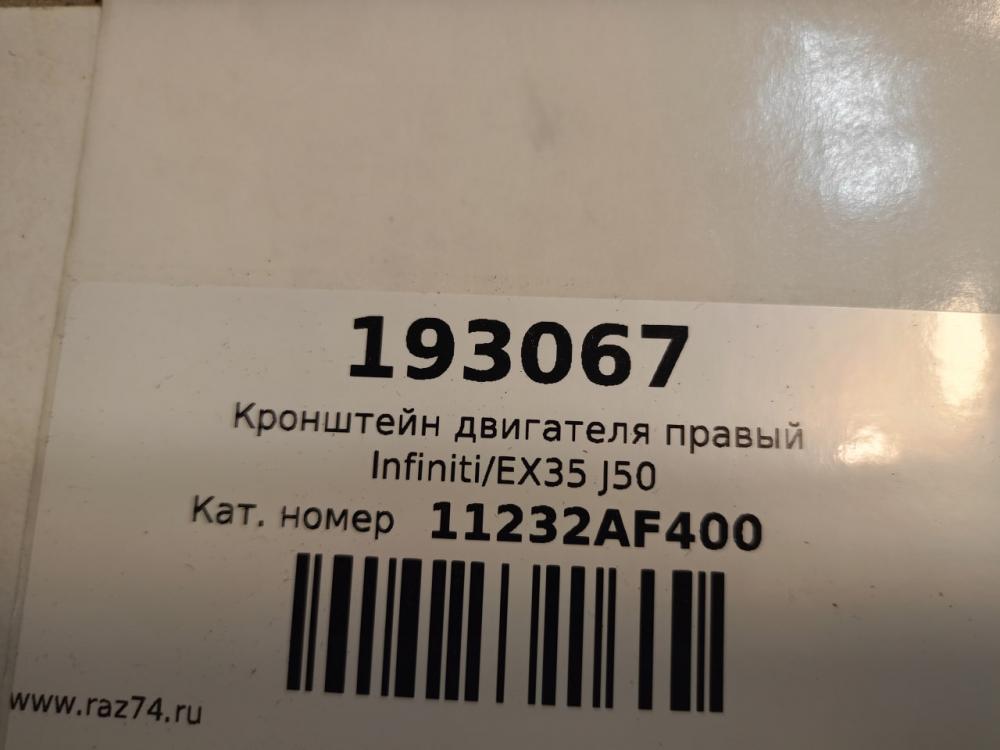 193067
Кронштейн двигателя правый
Infiniti/EX35 J50
Кат. номер 11232AF400
www.raz74.ru